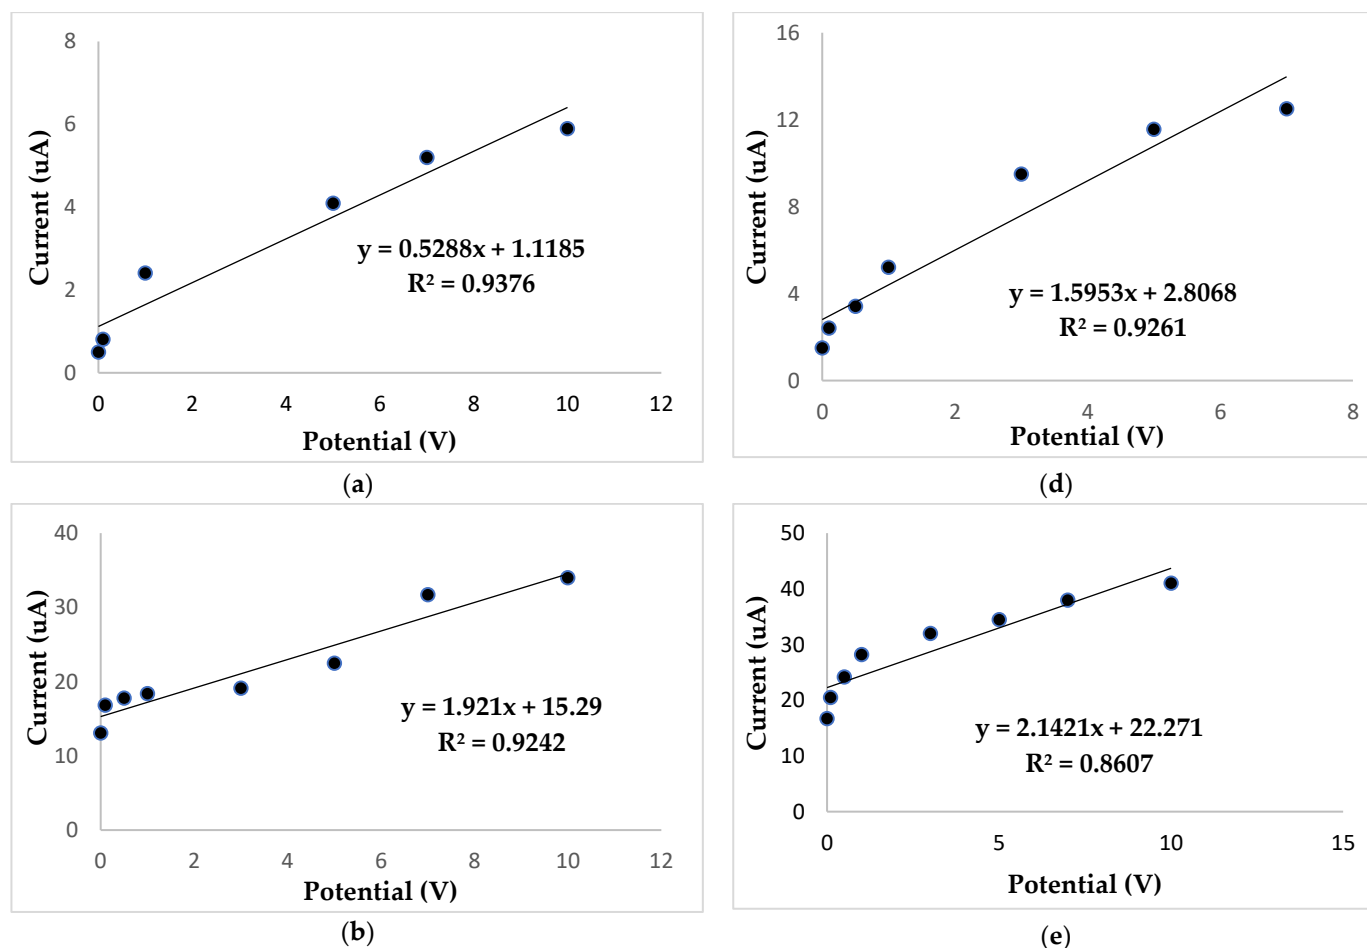 8
6
4
2
0
0 2 4 6 8 10 12
Current (uA)
Potential (V)
y = 0.5288x + 1.1185
R² = 0.9376
(a)
16
12
8
4
0
0 2 4 6 8
Current (uA)
Potential (V)
y = 1.5953x + 2.8068
R² = 0.9261
(d)
40
30
20
10
0
0 2 4 6 8 10 12
Current (uA)
Potential (V)
y = 1.921x + 15.29
R² = 0.9242
(b)
50
40
30
20
10
0
0 5 10 15
Current (uA)
Potential (V)
y = 2.1421x + 22.271
R² = 0.8607
(e)